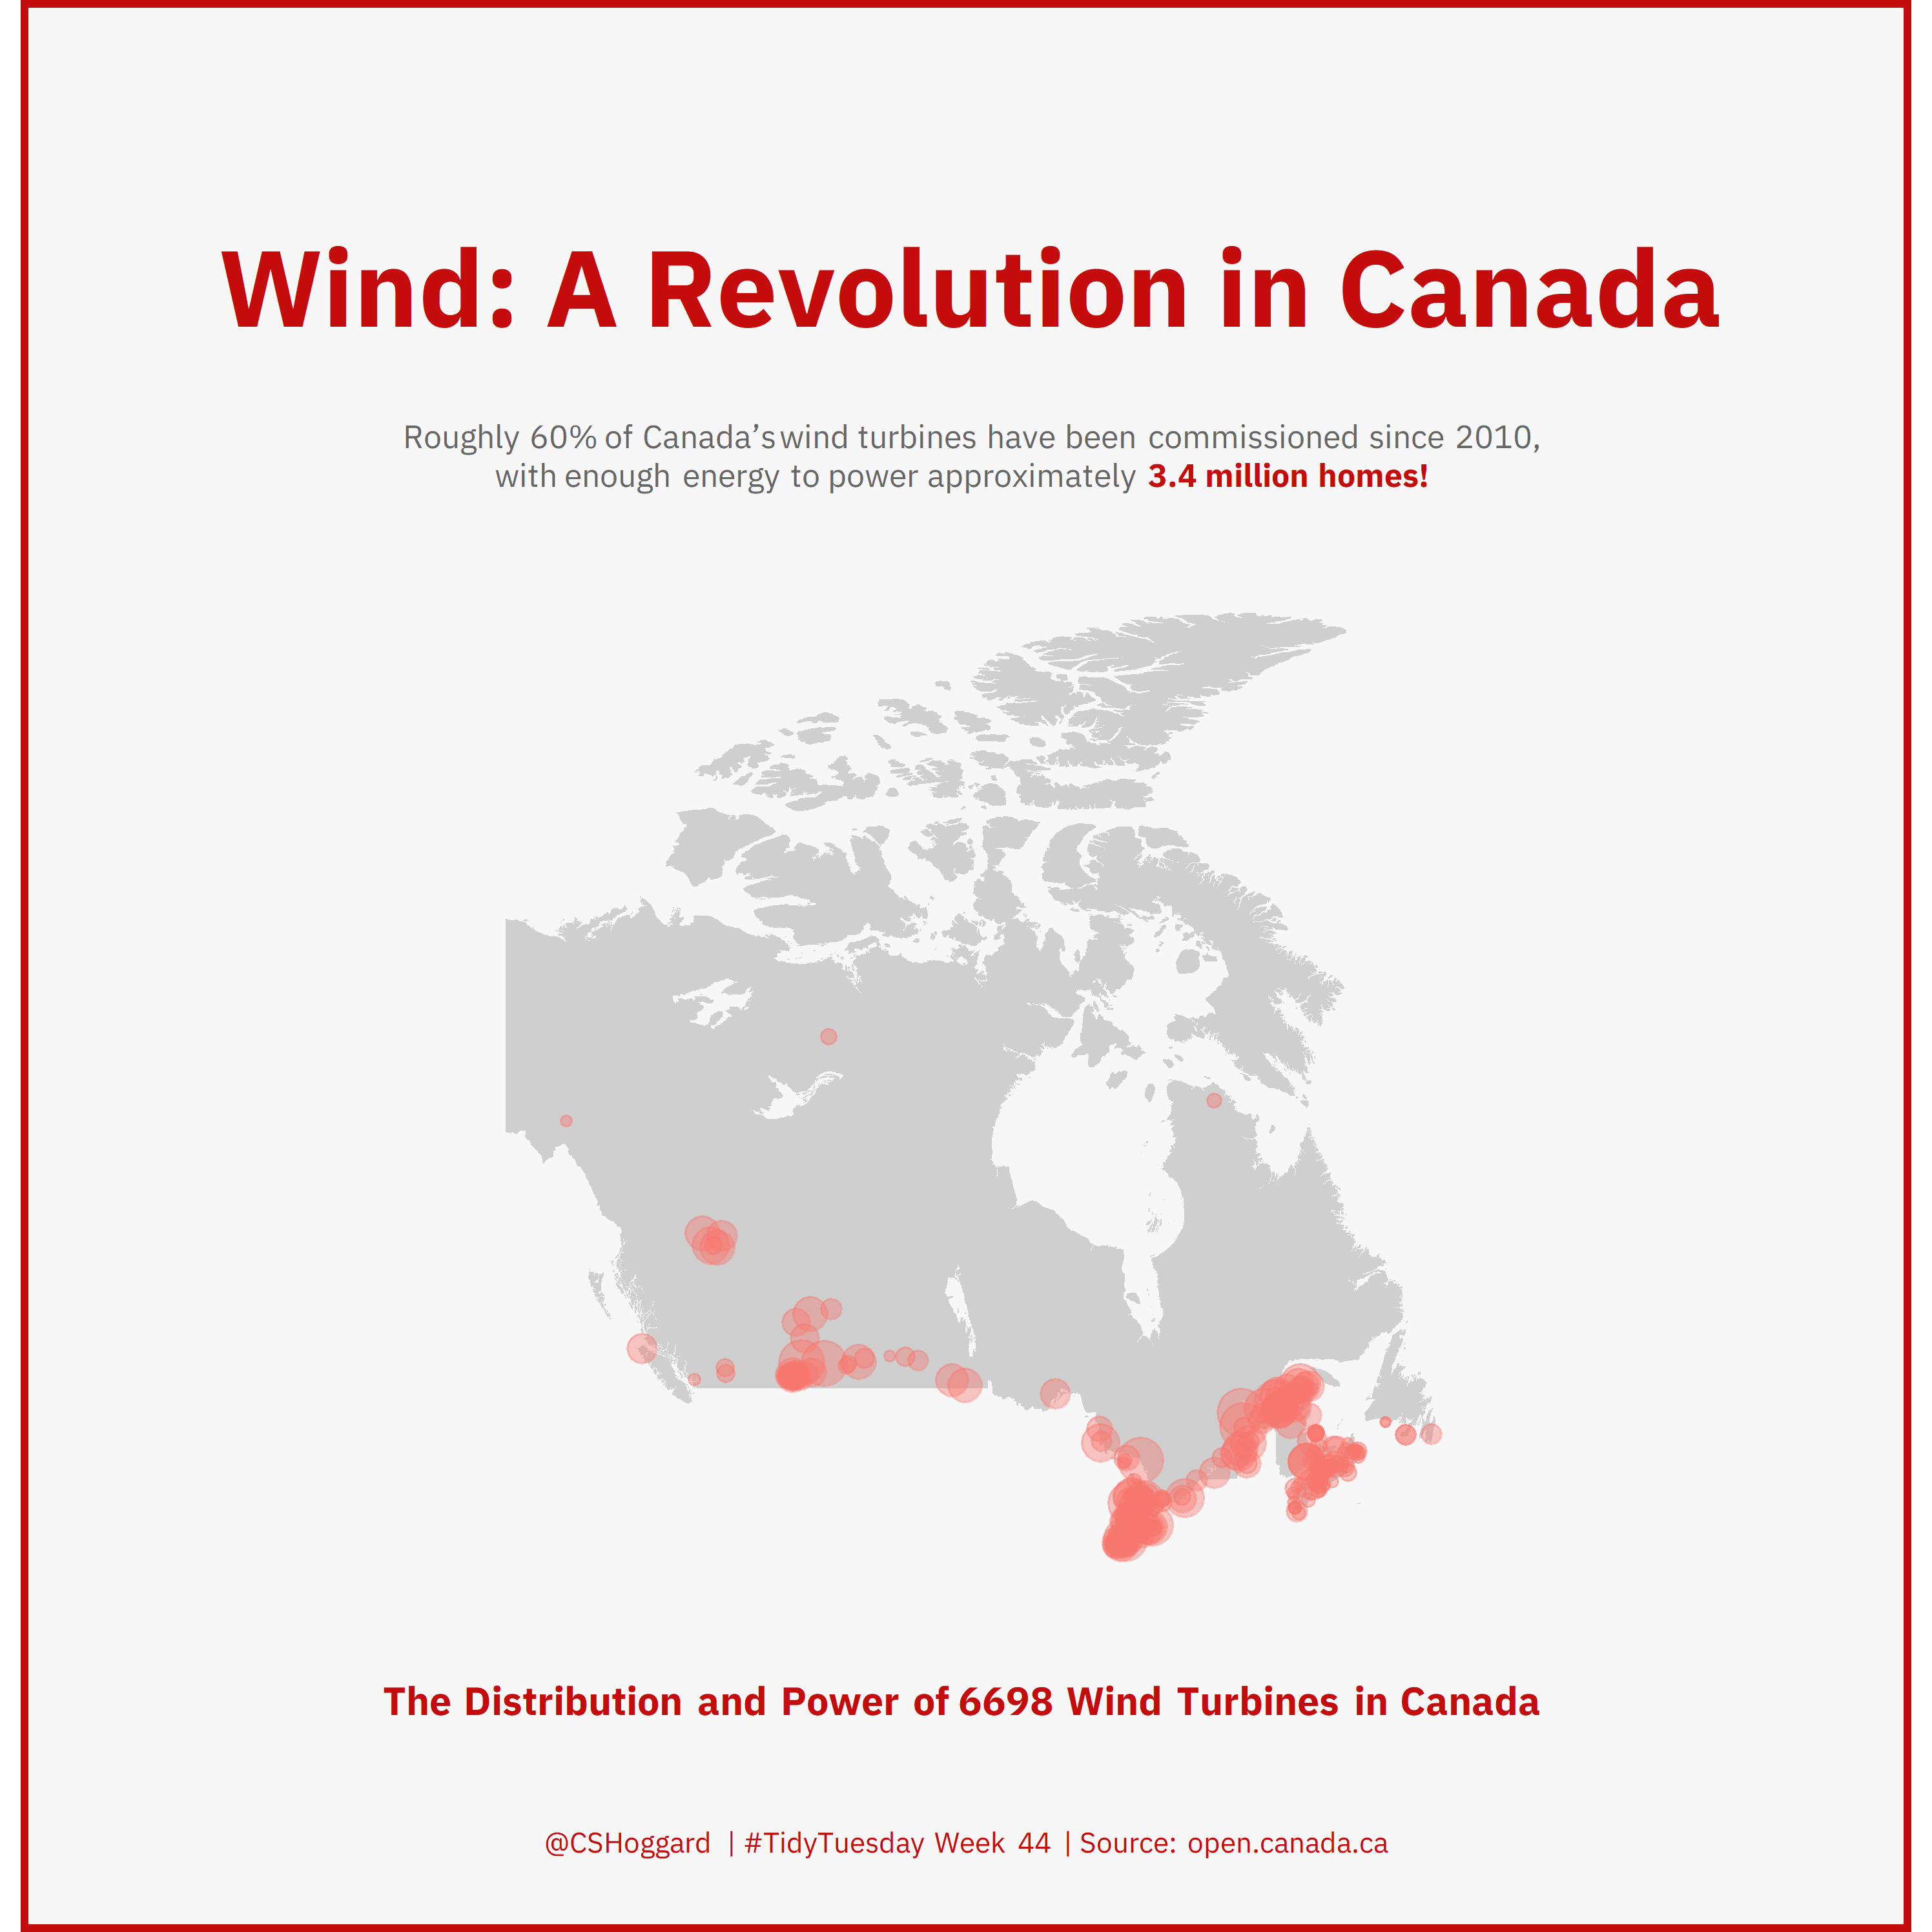 Wind: A Revolution in Canada
Roughly 60% of Canada’s wind turbines have been commissioned since 2010,
with enough energy to power approximately 3.4 million homes!
The Distribution and Power of 6698 Wind Turbines in Canada
@CSHoggard | #TidyTuesday Week 44 | Source: open.canada.ca